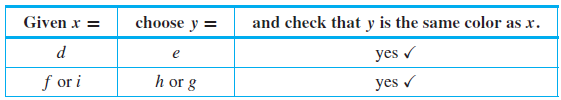 Given x = choose y = and check that y is the same color as x.
d e yes ✓
f or i h or g yes ✓